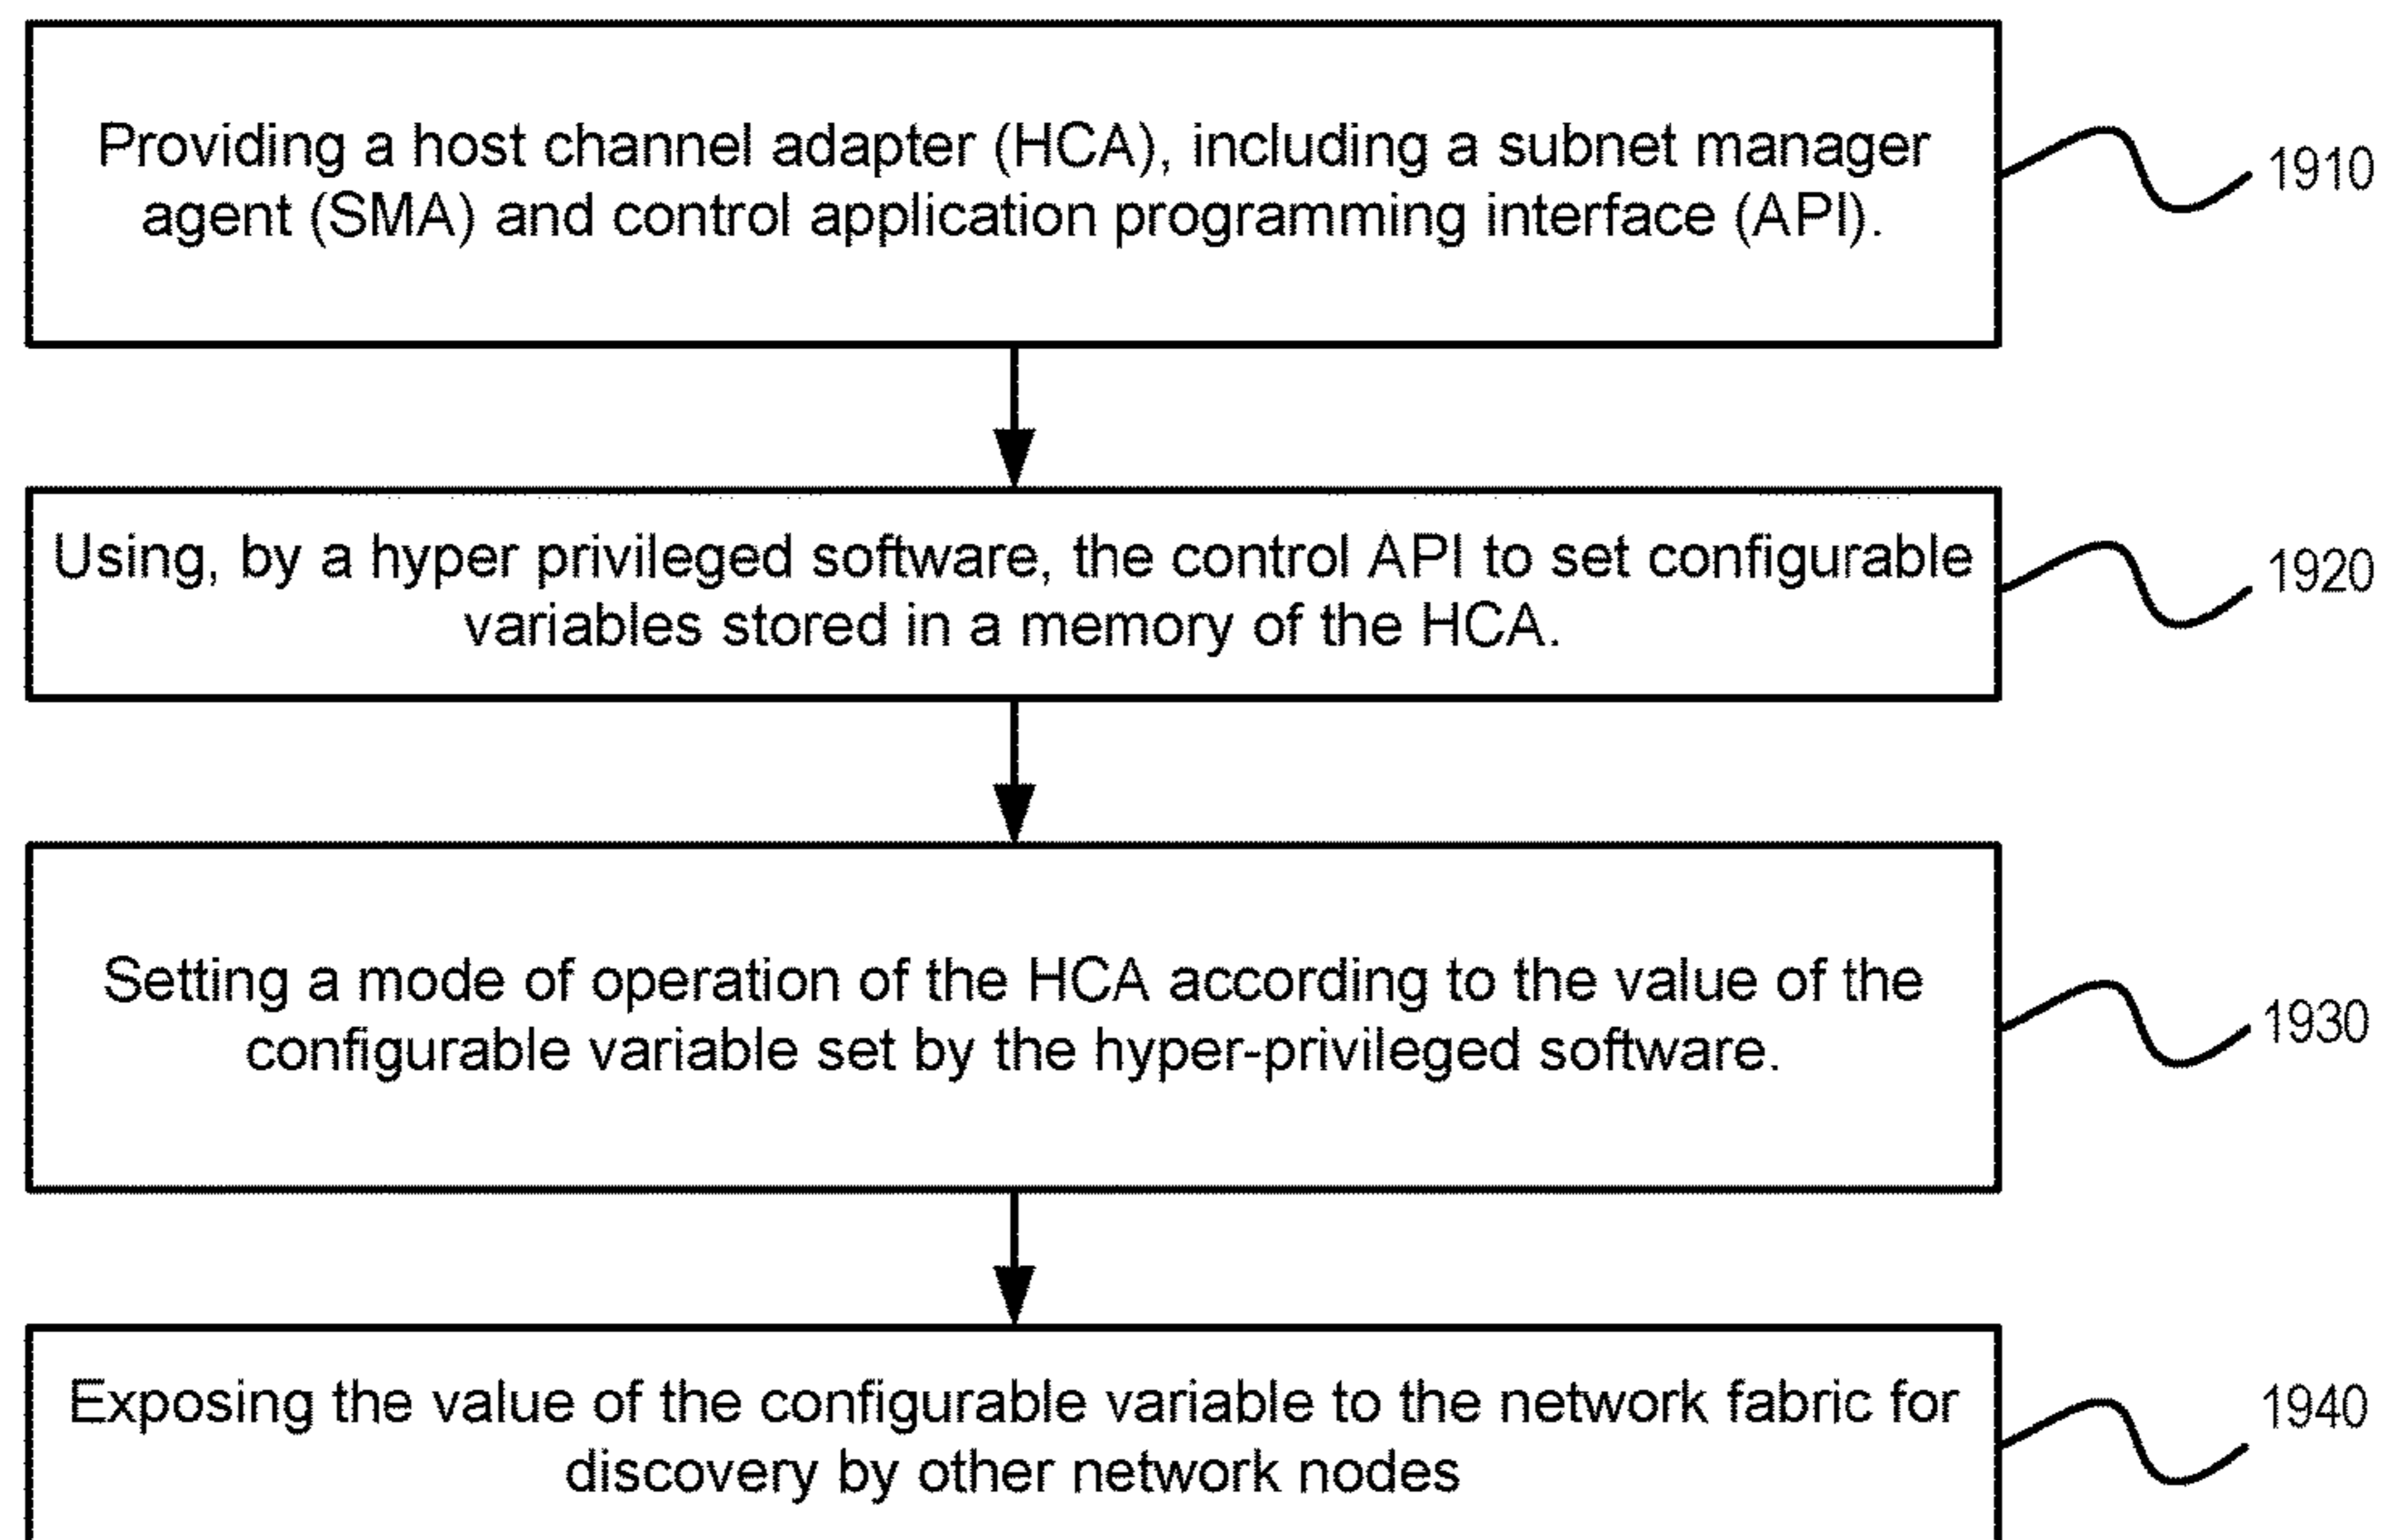 Providing a host channel adapter (HCA), including a subnet manager
agent (SMA) and control application programming interface (API).
1910
Using, by a hyper privileged software, the control API to set configurable
variables stored in a memory of the HCA.
1920
Setting a mode of operation of the HCA according to the value of the
configurable variable set by the hyper-privileged software.
1930
Exposing the value of the configurable variable to the network fabric for
discovery by other network nodes
1940